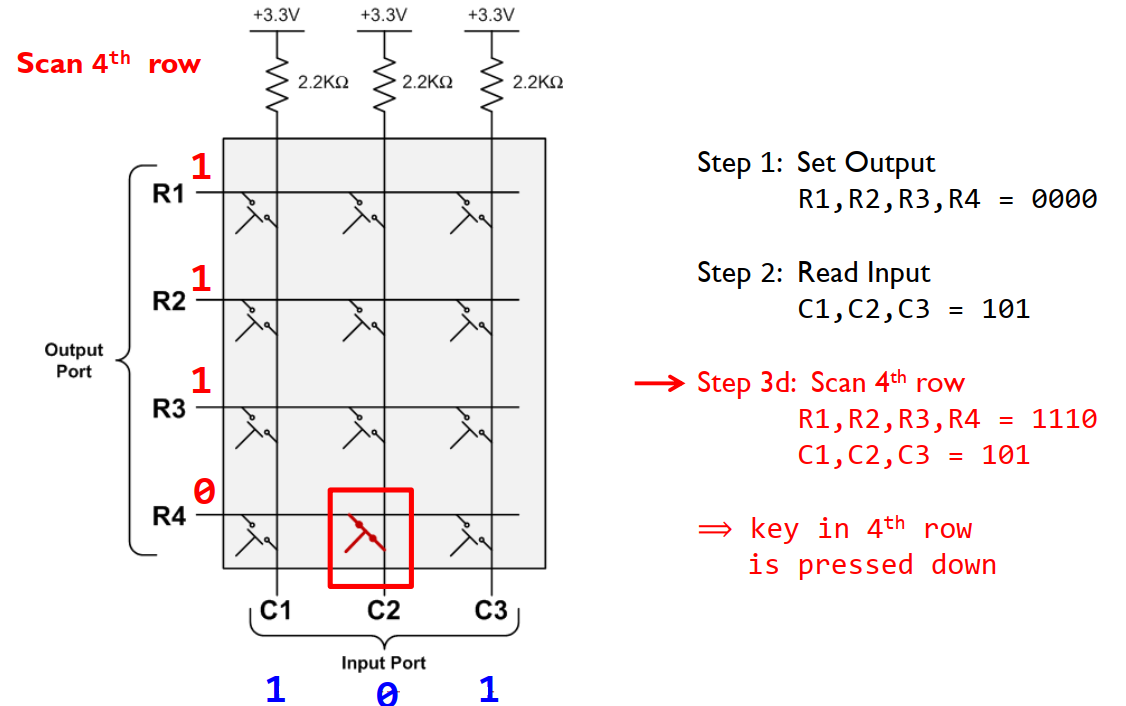 +3.3V +3.3V +3.3V
Scan 4th row
2.2KΩ 2.2KΩ 2.2KΩ
1
R1
1
R2
Output
Port
1
R3
0
R4
C1 C2 C3
Input Port
1 0 1
Step 1: Set Output
R1,R2,R3,R4 = 0000
Step 2: Read Input
C1,C2,C3 = 101
→ Step 3d: Scan 4th row
R1,R2,R3,R4 = 1110
C1,C2,C3 = 101
⟹ key in 4th row
is pressed down